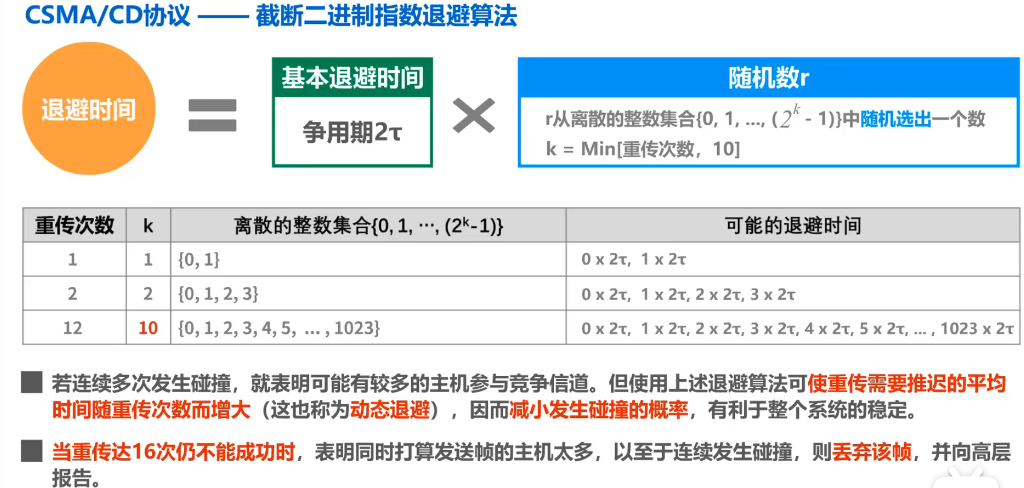 CSMA/CD协议 —— 截断二进制指数退避算法
退避时间
=
基本退避时间
争用期2τ
×
随机数r
r从离散的整数集合{0, 1, ..., (2^k - 1)}中随机选出一个数
k = Min[重传次数，10]
重传次数 k 离散的整数集合{0, 1, ···, (2^k-1)} 可能的退避时间
1 1 {0, 1} 0 x 2τ, 1 x 2τ
2 2 {0, 1, 2, 3} 0 x 2τ, 1 x 2τ, 2 x 2τ, 3 x 2τ
12 10 {0, 1, 2, 3, 4, 5, ... , 1023} 0 x 2τ, 1 x 2τ, 2 x 2τ, 3 x 2τ, 4 x 2τ, 5 x 2τ, ... , 1023 x 2τ
若连续多次发生碰撞，就表明可能有较多的主机参与竞争信道。但使用上述退避算法可使重传需要推迟的平均
时间随重传次数而增大（这也称为动态退避），因而减小发生碰撞的概率，有利于整个系统的稳定。
当重传达16次仍不能成功时，表明同时打算发送帧的主机太多，以至于连续发生碰撞，则丢弃该帧，并向高层
报告。